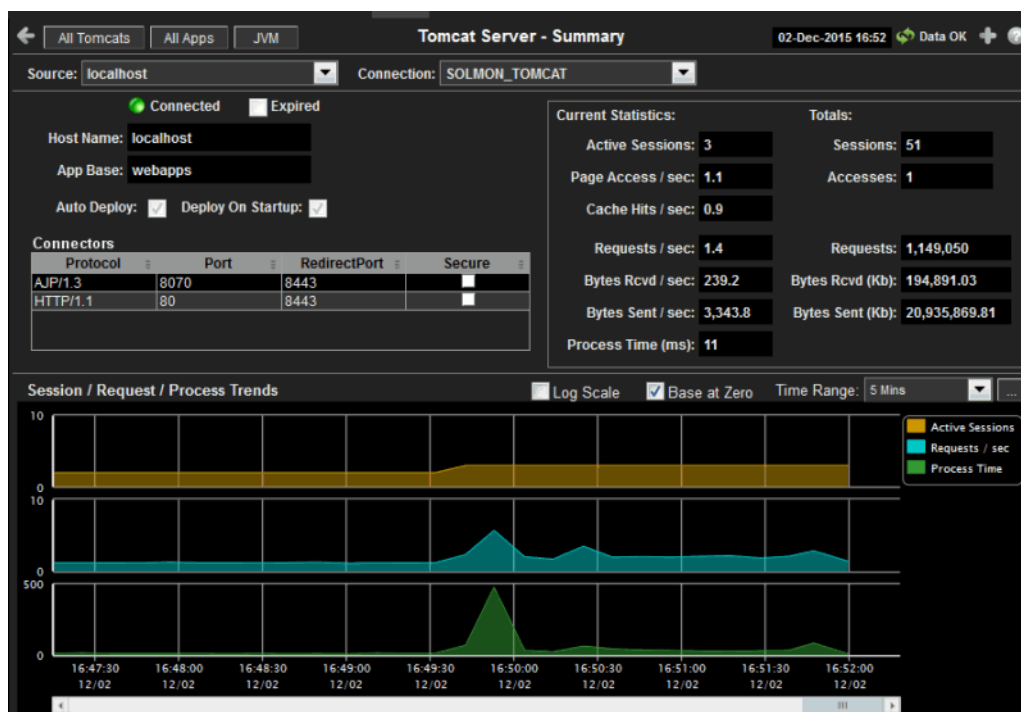 All Tomcats All Apps JVM Tomcat Server - Summary 02-Dec-2015 16:52 Data OK
Source: localhost Connection: SOLMON_TOMCAT
Connected Expired
Host Name: localhost
App Base: webapps
Auto Deploy: Deploy On Startup:
Connectors
Protocol Port RedirectPort Secure
AJP/1.3 8070 8443
HTTP/1.1 80 8443
Current Statistics: Totals:
Active Sessions: 3 Sessions: 51
Page Access / sec: 1.1 Accesses: 1
Cache Hits / sec: 0.9
Requests / sec: 1.4 Requests: 1,149,050
Bytes Rcvd / sec: 239.2 Bytes Rcvd (Kb): 194,891.03
Bytes Sent / sec: 3,343.8 Bytes Sent (Kb): 20,935,869.81
Process Time (ms): 11
Session / Request / Process Trends Log Scale Base at Zero Time Range: 5 Mins ...
10
0
10
0
500
0
Active Sessions
Requests / sec
Process Time
16:47:30 16:48:00 16:48:30 16:49:00 16:49:30 16:50:00 16:50:30 16:51:00 16:51:30 16:52:00
12/02 12/02 12/02 12/02 12/02 12/02 12/02 12/02 12/02 12/02